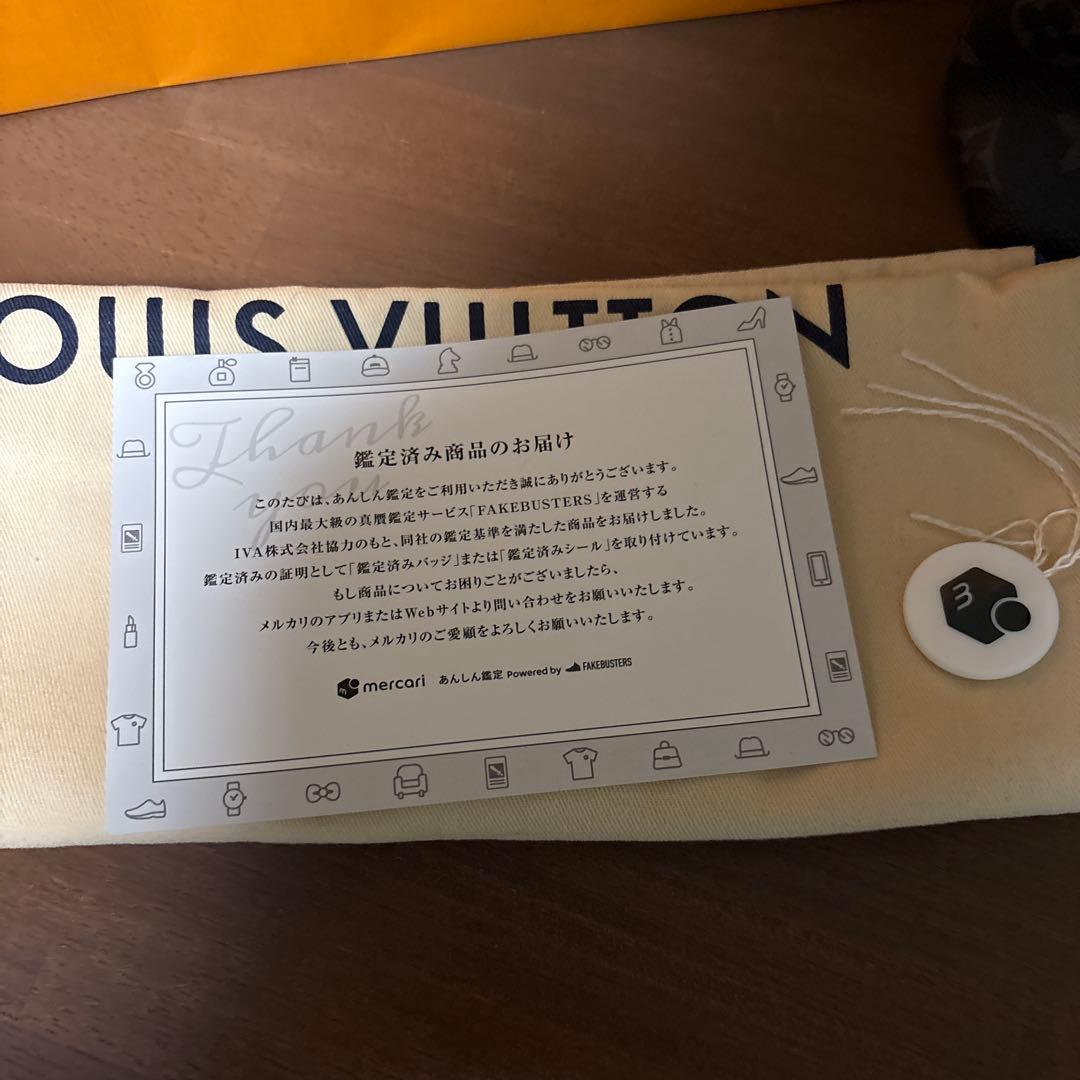 OUIS VUITTON
Thank you
鑑定済み商品のお届け
このたびは、あんしん鑑定をご利用いただき誠にありがとうございます。
国内最大級の真贋鑑定サービス「FAKEBUSTERS」を運営する
IVA株式会社協力のもと、同社の鑑定基準を満たした商品をお届けしました。
鑑定済みの証明として「鑑定済みバッジ」または「鑑定済みシール」を取り付けています。
もし商品についてお困りごとがございましたら、
メルカリのアプリまたはWebサイトより問い合わせをお願いいたします。
今後とも、メルカリのご愛顧をよろしくお願いいたします。
mercari あんしん鑑定 Powered by FAKEBUSTERS